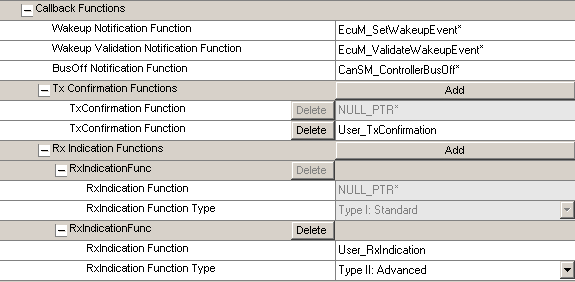 Callback Functions
Wakeup Notification Function EcuM_SetWakeupEvent*
Wakeup Validation Notification Function EcuM_ValidateWakeupEvent*
BusOff Notification Function CanSM_ControllerBusOff*
Tx Confirmation Functions Add
TxConfirmation Function Delete NULL_PTR*
TxConfirmation Function Delete User_TxConfirmation
Rx Indication Functions Add
RxIndicationFunc Delete
RxIndication Function NULL_PTR*
RxIndication Function Type Type I: Standard
RxIndicationFunc Delete
RxIndication Function User_RxIndication
RxIndication Function Type Type II: Advanced